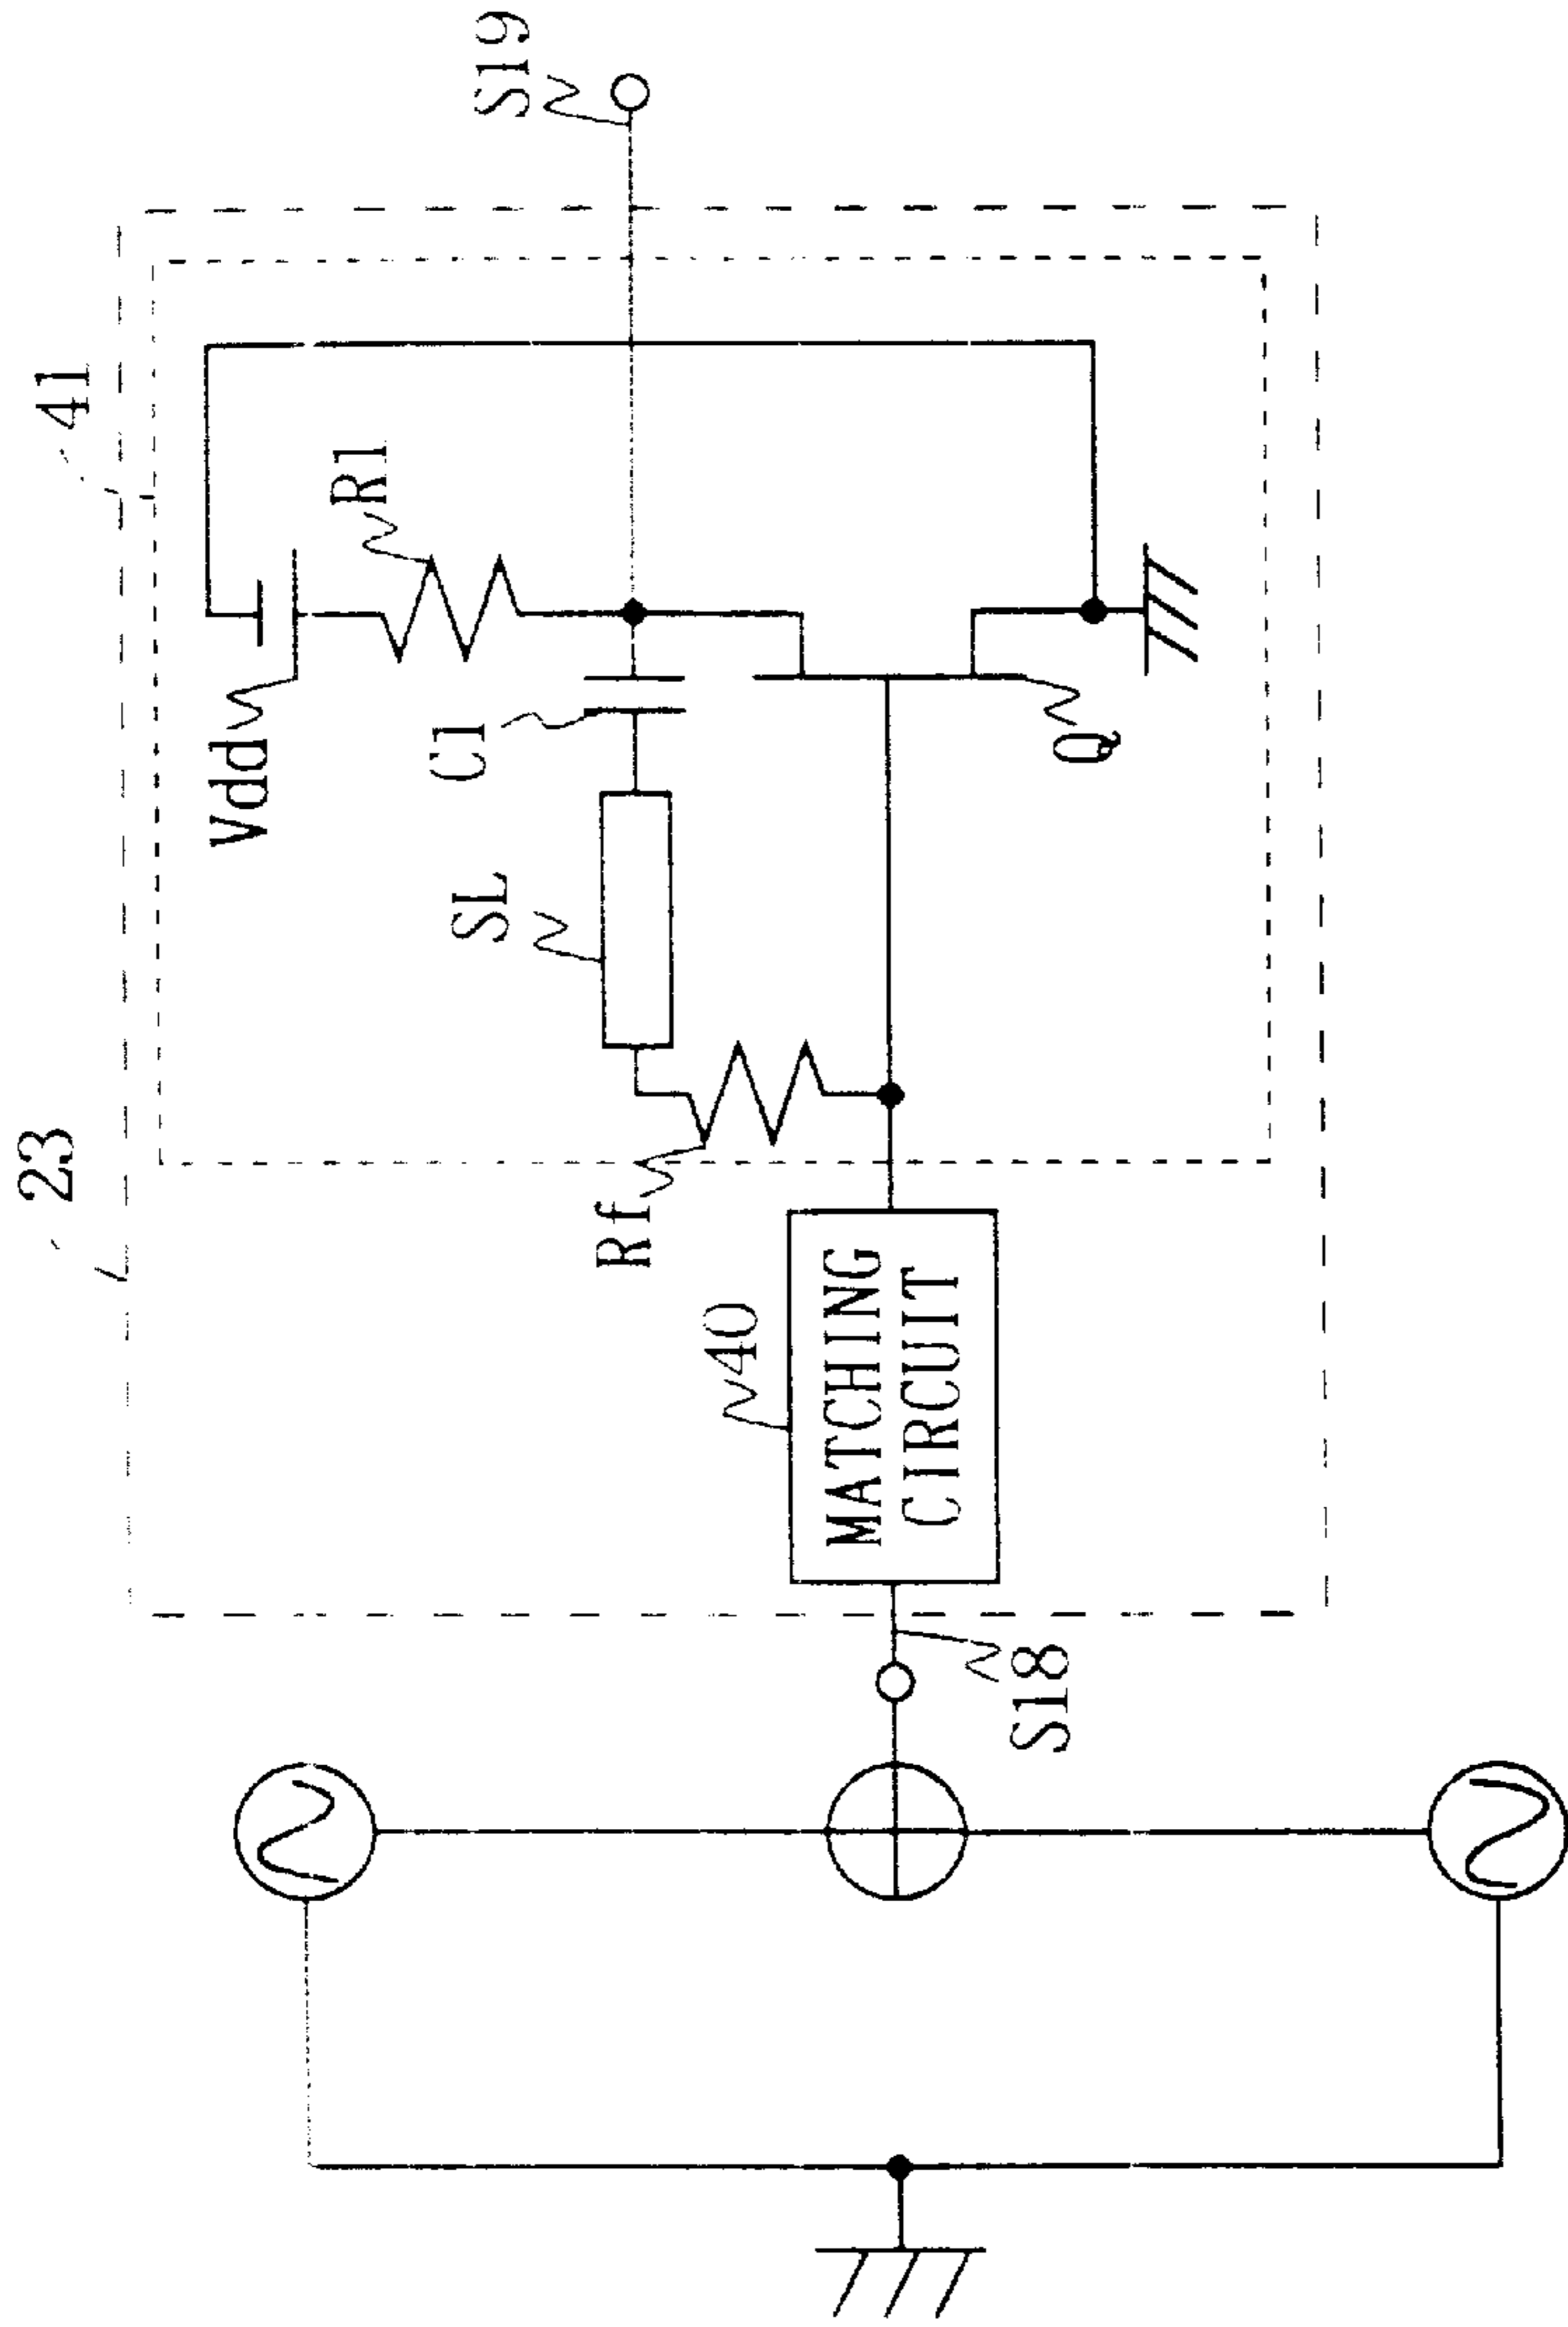 23
41
S19
Vdd
R1
C1
SL
Rf
Q
40
MATCHING
CIRCUIT
S18